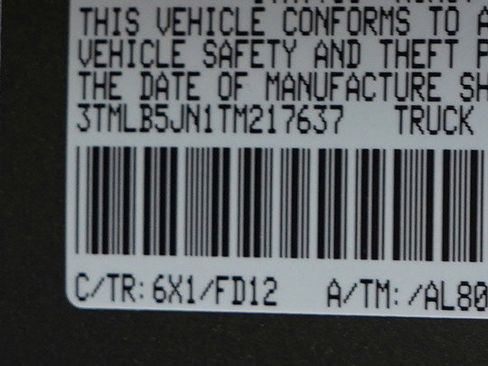 THIS VEHICLE CONFORMS TO A
VEHICLE SAFETY AND THEFT P
THE DATE OF MANUFACTURE SH
3TMLB5JN1TM217637 TRUCK
C/TR: 6X1/FD12 A/TM: /AL80